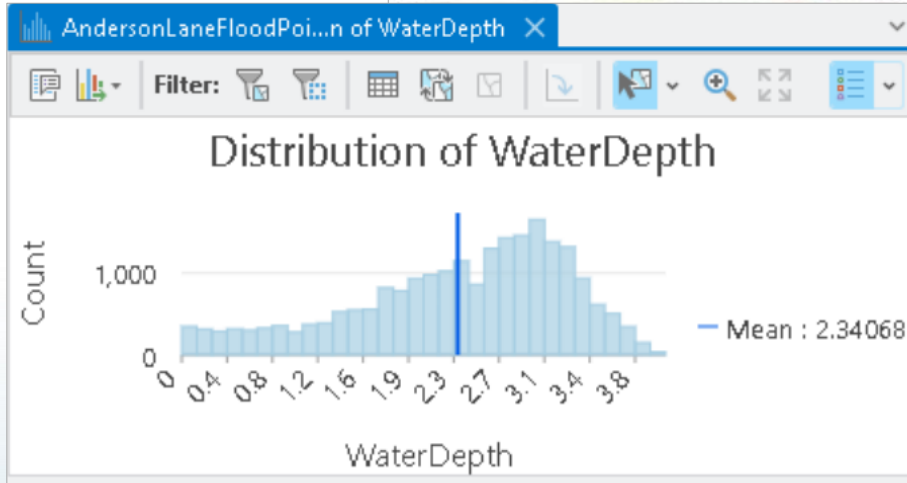 AndersonLaneFloodPoi...n of WaterDepth
Filter:
Distribution of WaterDepth
Count
1,000
0
0 0.4 0.8 1.2 1.6 1.9 2.3 2.7 3.1 3.4 3.8
Mean : 2.34068
WaterDepth